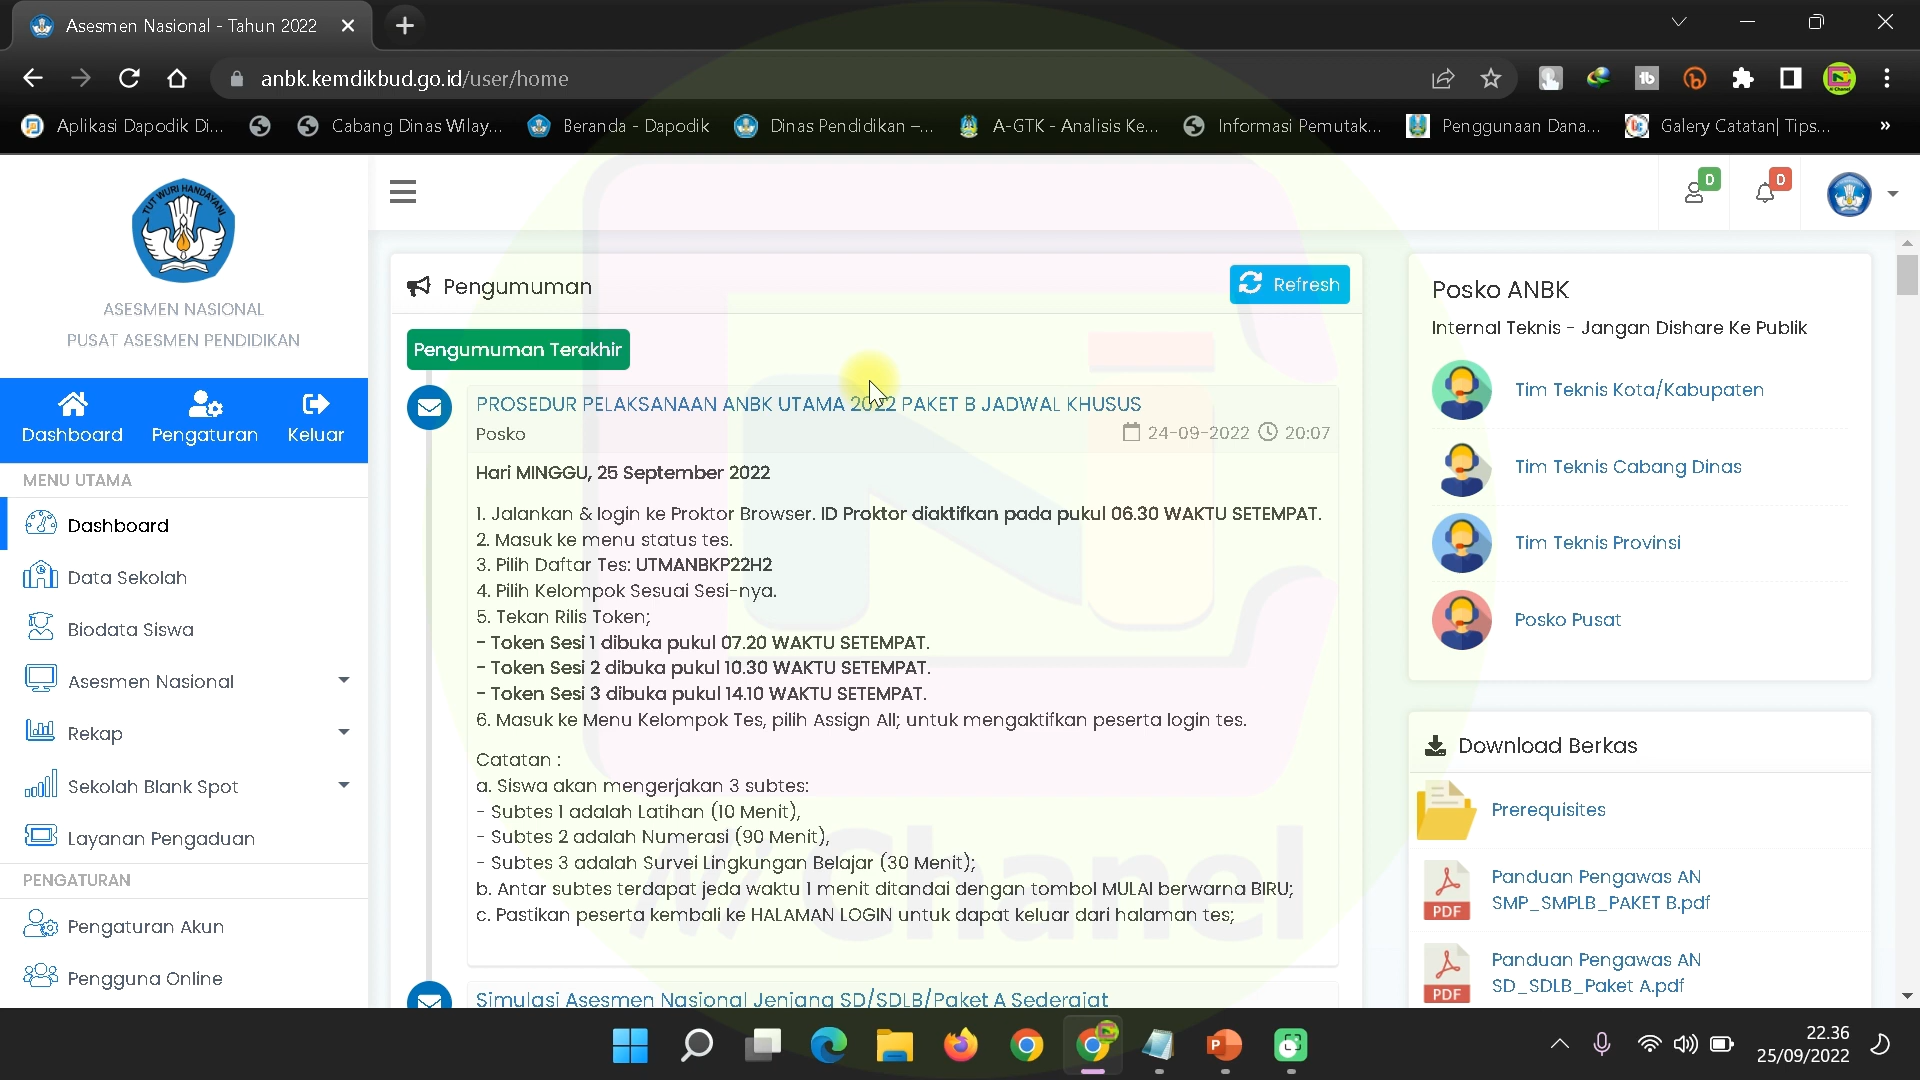 Asesmen Nasional - Tahun 2022
anbk.kemdikbud.go.id/user/home
Aplikasi Dapodik Di...
Cabang Dinas Wilay...
Beranda - Dapodik
Dinas Pendidikan –...
A-GTK - Analisis Ke...
Informasi Pemutak...
Penggunaan Dana...
Galery Catatan| Tips...
»
TUT WURI HANDAYANI
ASESMEN NASIONAL
PUSAT ASESMEN PENDIDIKAN
Dashboard
Pengaturan
Keluar
MENU UTAMA
Dashboard
Data Sekolah
Biodata Siswa
Asesmen Nasional
Rekap
Sekolah Blank Spot
Layanan Pengaduan
PENGATURAN
Pengaturan Akun
Pengguna Online
0
0
Pengumuman
Refresh
Pengumuman Terakhir
PROSEDUR PELAKSANAAN ANBK UTAMA 2022 PAKET B JADWAL KHUSUS
Posko
24-09-2022 20:07
Hari MINGGU, 25 September 2022
1. Jalankan & login ke Proktor Browser. ID Proktor diaktifkan pada pukul 06.30 WAKTU SETEMPAT.
2. Masuk ke menu status tes.
3. Pilih Daftar Tes: UTMANBKP22H2
4. Pilih Kelompok Sesuai Sesi-nya.
5. Tekan Rilis Token;
- Token Sesi 1 dibuka pukul 07.20 WAKTU SETEMPAT.
- Token Sesi 2 dibuka pukul 10.30 WAKTU SETEMPAT.
- Token Sesi 3 dibuka pukul 14.10 WAKTU SETEMPAT.
6. Masuk ke Menu Kelompok Tes, pilih Assign All; untuk mengaktifkan peserta login tes.
Catatan :
a. Siswa akan mengerjakan 3 subtes:
- Subtes 1 adalah Latihan (10 Menit),
- Subtes 2 adalah Numerasi (90 Menit),
- Subtes 3 adalah Survei Lingkungan Belajar (30 Menit);
b. Antar subtes terdapat jeda waktu 1 menit ditandai dengan tombol MULAI berwarna BIRU;
c. Pastikan peserta kembali ke HALAMAN LOGIN untuk dapat keluar dari halaman tes;
Simulasi Asesmen Nasional Jenjang SD/SDLB/Paket A Sederajat
Posko ANBK
Internal Teknis - Jangan Dishare Ke Publik
Tim Teknis Kota/Kabupaten
Tim Teknis Cabang Dinas
Tim Teknis Provinsi
Posko Pusat
Download Berkas
Prerequisites
PDF
Panduan Pengawas AN
SMP_SMPLB_PAKET B.pdf
PDF
Panduan Pengawas AN
SD_SDLB_Paket A.pdf
N Chanel
22.36
25/09/2022